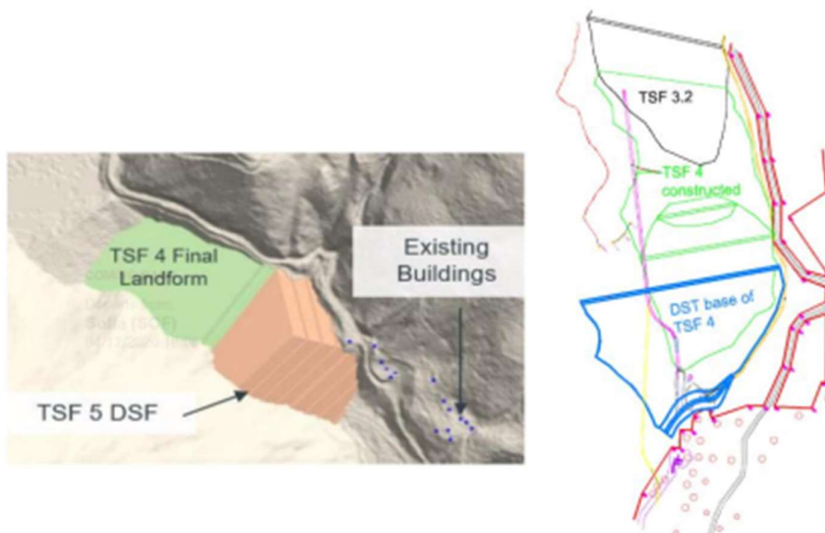 TSF 4 Final
Landform
Existing
Buildings
TSF 5 DSF
TSF 3.2
TSF 4
constructed
DST base of
TSF 4